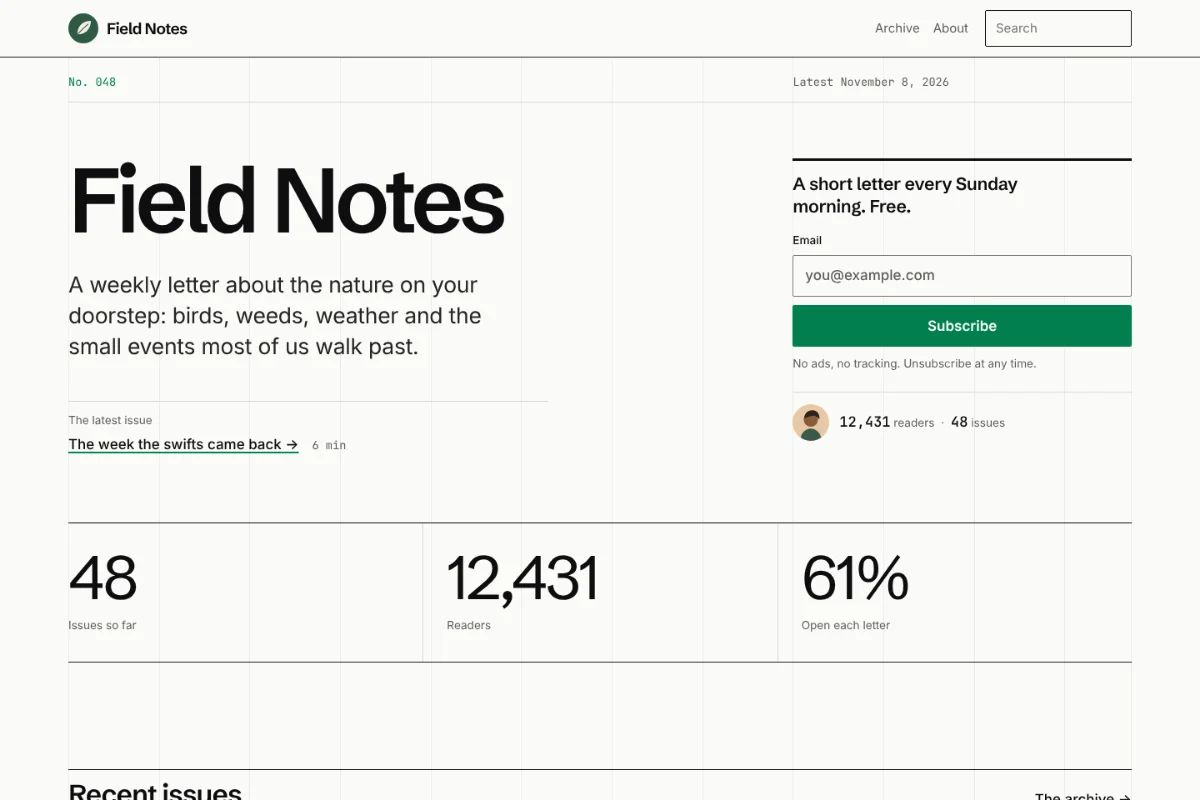 Field Notes
Archive
About
Search
No. 048
Latest November 8, 2026
Field Notes
A weekly letter about the nature on your
doorstep: birds, weeds, weather and the
small events most of us walk past.
The latest issue
The week the swifts came back →
6 min
A short letter every Sunday
morning. Free.
Email
you@example.com
Subscribe
No ads, no tracking. Unsubscribe at any time.
12,431 readers · 48 issues
48
Issues so far
12,431
Readers
61%
Open each letter
Recent issues
The archive →